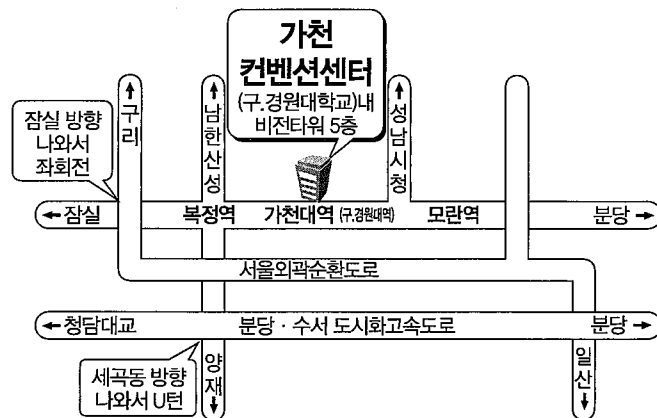 가천
컨벤션센터
(구.경원대학교)내
비전타워 5층
잠실 방향
나와서
좌회전
구리
남한산성
성남시청
잠실
복정역
가천대역 (구.경원대역)
모란역
분당
서울외곽순환도로
청담대교
분당·수서 도시화고속도로
분당
세곡동 방향
나와서 U턴
양재
일산